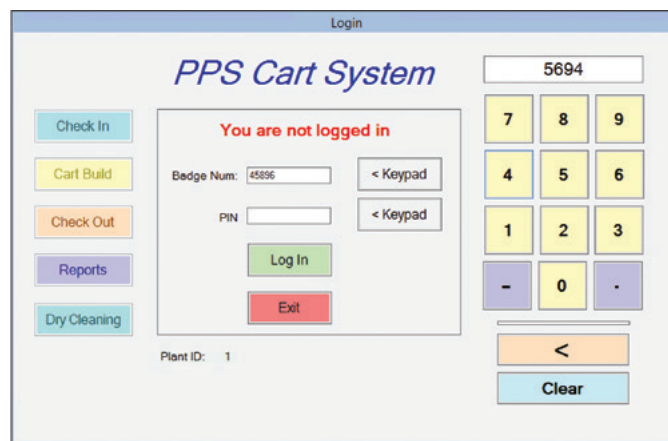 Login
PPS Cart System
5694
Check In
Cart Build
Check Out
Reports
Dry Cleaning
You are not logged in
Badge Num: 45896 < Keypad
PIN < Keypad
Log In
Exit
Plant ID: 1
7 8 9
4 5 6
1 2 3
- 0 .
<
Clear